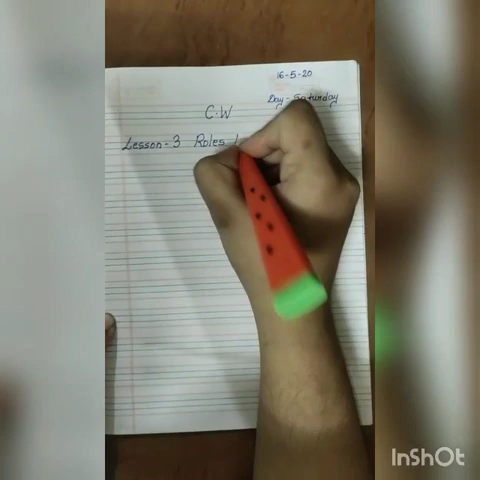 16-5-20
Day - Saturday
C.W
Lesson - 3 Roles
InShOt